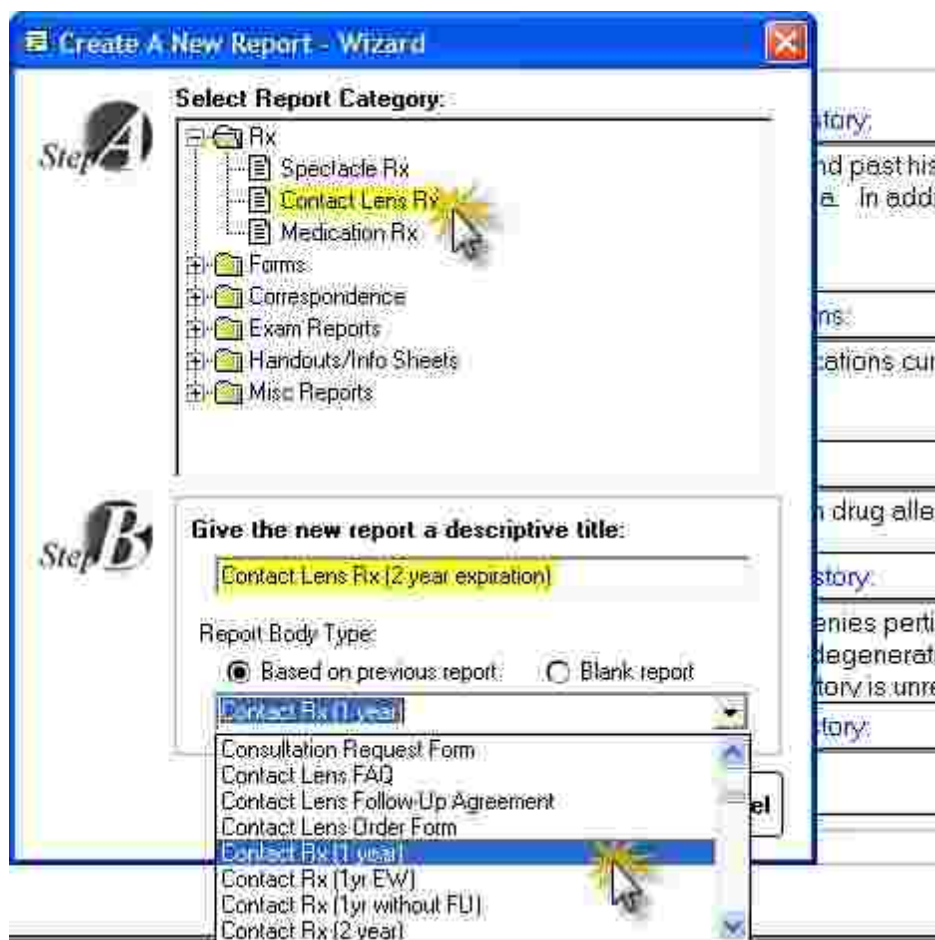 Create A New Report - Wizard
Step A
Select Report Category:
Rx
Spectacle Rx
Contact Lens Rx
Medication Rx
Forms
Correspondence
Exam Reports
Handouts/Info Sheets
Misc Reports
Step B
Give the new report a descriptive title:
Contact Lens Rx (2 year expiration)
Report Body Type:
Based on previous report
Blank report
Contact Rx (1 year)
Consultation Request Form
Contact Lens FAQ
Contact Lens Follow-Up Agreement
Contact Lens Order Form
Contact Rx (1 year)
Contact Rx (1yr EW)
Contact Rx (1yr without FU)
Contact Rx (2 year)
el
tory:
nd past his
a. In add
ns:
cations cur
n drug alle
story:
enies perti
degenerat
tory is unre
tory: